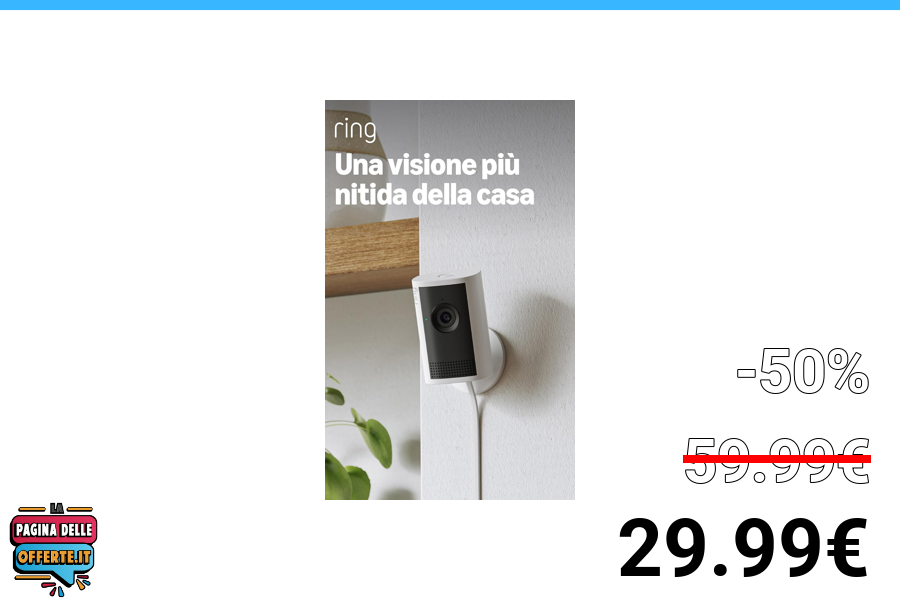 ring
Una visione più
nitida della casa
-50%
59.99€
29.99€
LA
PAGINA DELLE
OFFERTE.IT